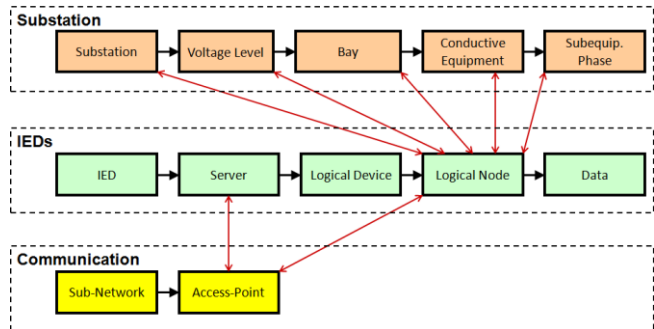 Substation
Substation
Voltage Level
Bay
Conductive
Equipment
Subequip.
Phase
IEDs
IED
Server
Logical Device
Logical Node
Data
Communication
Sub-Network
Access-Point